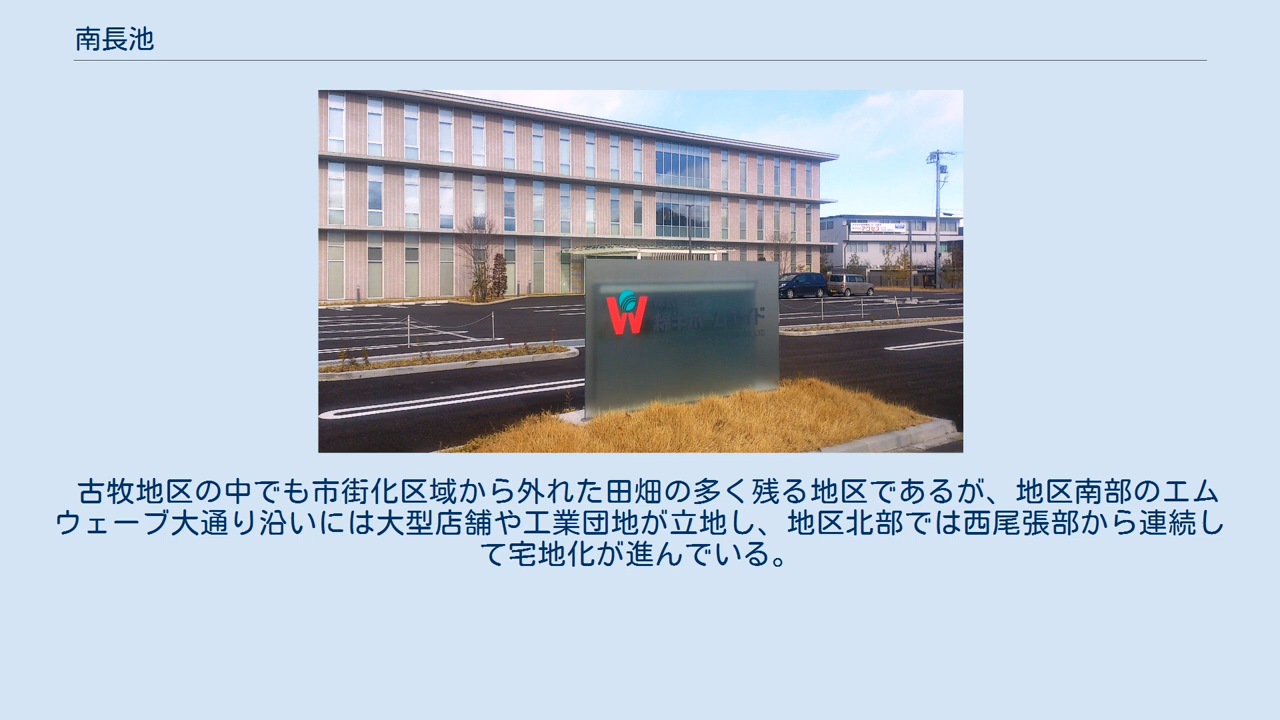 南長池
W
古牧地区の中でも市街化区域から外れた田畑の多く残る地区であるが、地区南部のエム
ウェーブ大通り沿いには大型店舗や工業団地が立地し、地区北部では西尾張部から連続し
て宅地化が進んでいる。